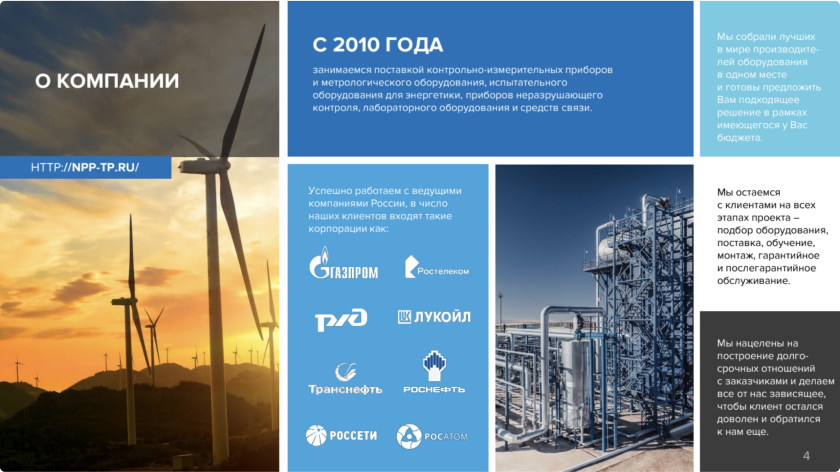 О КОМПАНИИ
HTTP://NPP-TP.RU/
С 2010 ГОДА
занимаемся поставкой контрольно-измерительных приборов
и метрологического оборудования, испытательного
оборудования для энергетики, приборов неразрушающего
контроля, лабораторного оборудования и средств связи.
Мы собрали лучших
в мире производите-
лей оборудования
в одном месте
и готовы предложить
Вам подходящее
решение в рамках
имеющегося у Вас
бюджета.
Успешно работаем с ведущими
компаниями России, в число
наших клиентов входят такие
корпорации как:
ГАЗПРОМ
Ростелеком
ржд
ЛУКОЙЛ
Транснефть
РОСНЕФТЬ
РОССЕТИ
РОСАТОМ
Мы остаемся
с клиентами на всех
этапах проекта –
подбор оборудования,
поставка, обучение,
монтаж, гарантийное
и послегарантийное
обслуживание.
Мы нацелены на
построение долго-
срочных отношений
с заказчиками и делаем
все от нас зависящее,
чтобы клиент остался
доволен и обратился
к нам еще.
4